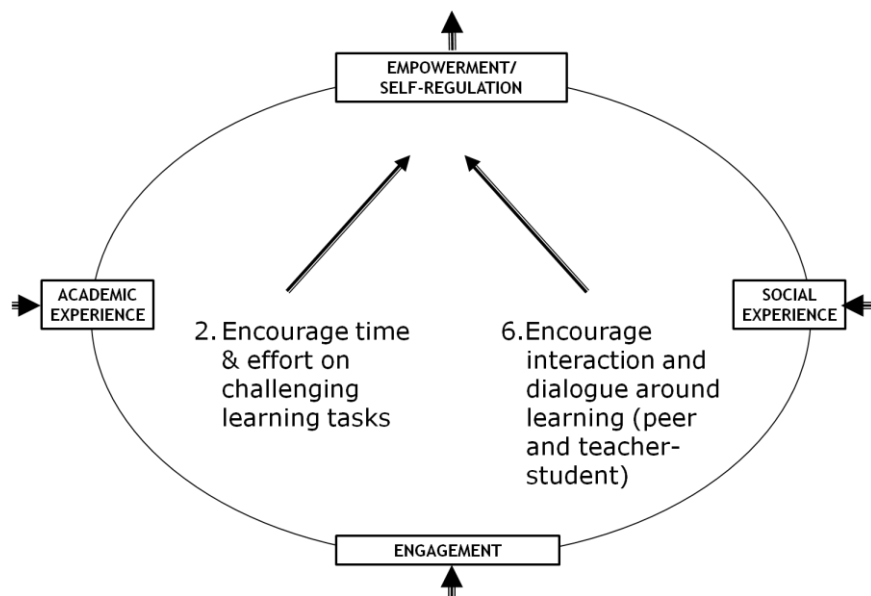 EMPOWERMENT/
SELF-REGULATION
ACADEMIC
EXPERIENCE
SOCIAL
EXPERIENCE
2. Encourage time
& effort on
challenging
learning tasks
6.Encourage
interaction and
dialogue around
learning (peer
and teacher-
student)
ENGAGEMENT